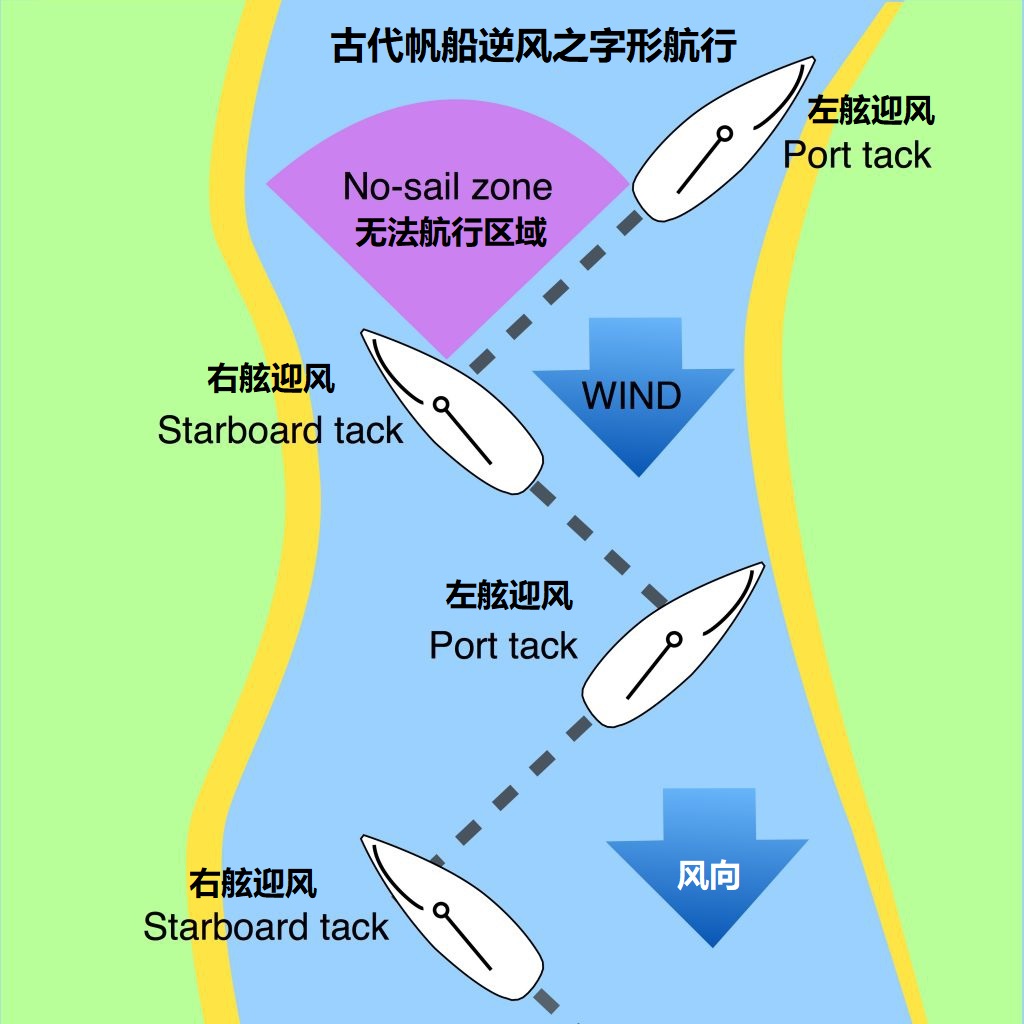 古代帆船逆风之字形航行
左舷迎风
Port tack
No-sail zone
无法航行区域
右舷迎风
Starboard tack
WIND
左舷迎风
Port tack
风向
右舷迎风
Starboard tack